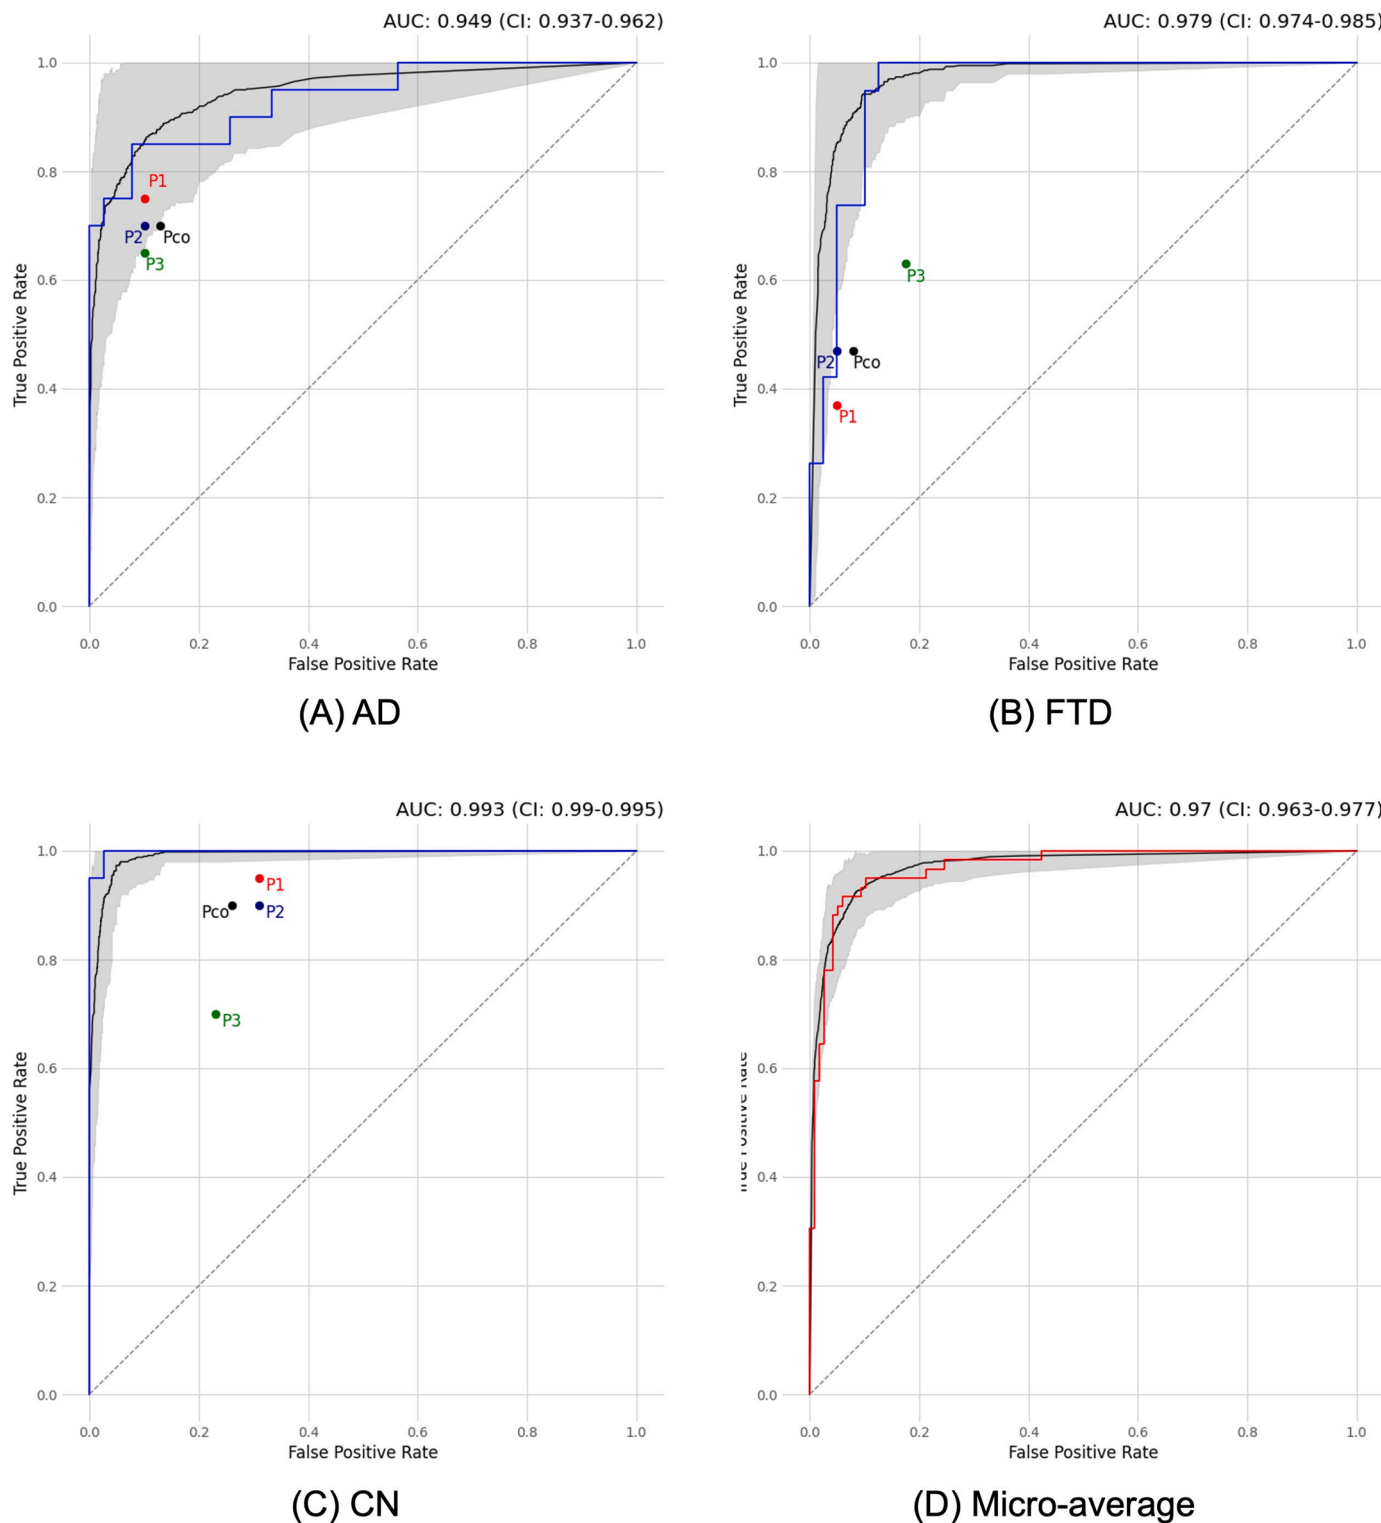 AUC: 0.949 (CI: 0.937-0.962)
1.0
0.8
0.6
0.4
0.2
0.0
True Positive Rate
P1
P2
Pco
P3
0.0 0.2 0.4 0.6 0.8 1.0
False Positive Rate
(A) AD
AUC: 0.979 (CI: 0.974-0.985)
1.0
0.8
0.6
0.4
0.2
0.0
True Positive Rate
P3
P2
Pco
P1
0.0 0.2 0.4 0.6 0.8 1.0
False Positive Rate
(B) FTD
AUC: 0.993 (CI: 0.99-0.995)
1.0
0.8
0.6
0.4
0.2
0.0
True Positive Rate
P1
Pco
P2
P3
0.0 0.2 0.4 0.6 0.8 1.0
False Positive Rate
(C) CN
AUC: 0.97 (CI: 0.963-0.977)
1.0
0.8
0.6
0.4
0.2
0.0
True Positive Rate
0.0 0.2 0.4 0.6 0.8 1.0
False Positive Rate
(D) Micro-average